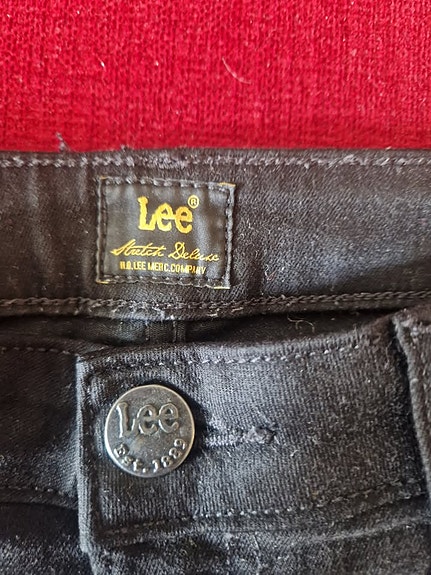 Lee®
Stretch Deluxe
H.D. LEE MERC. COMPANY
Lee
Est. 1889